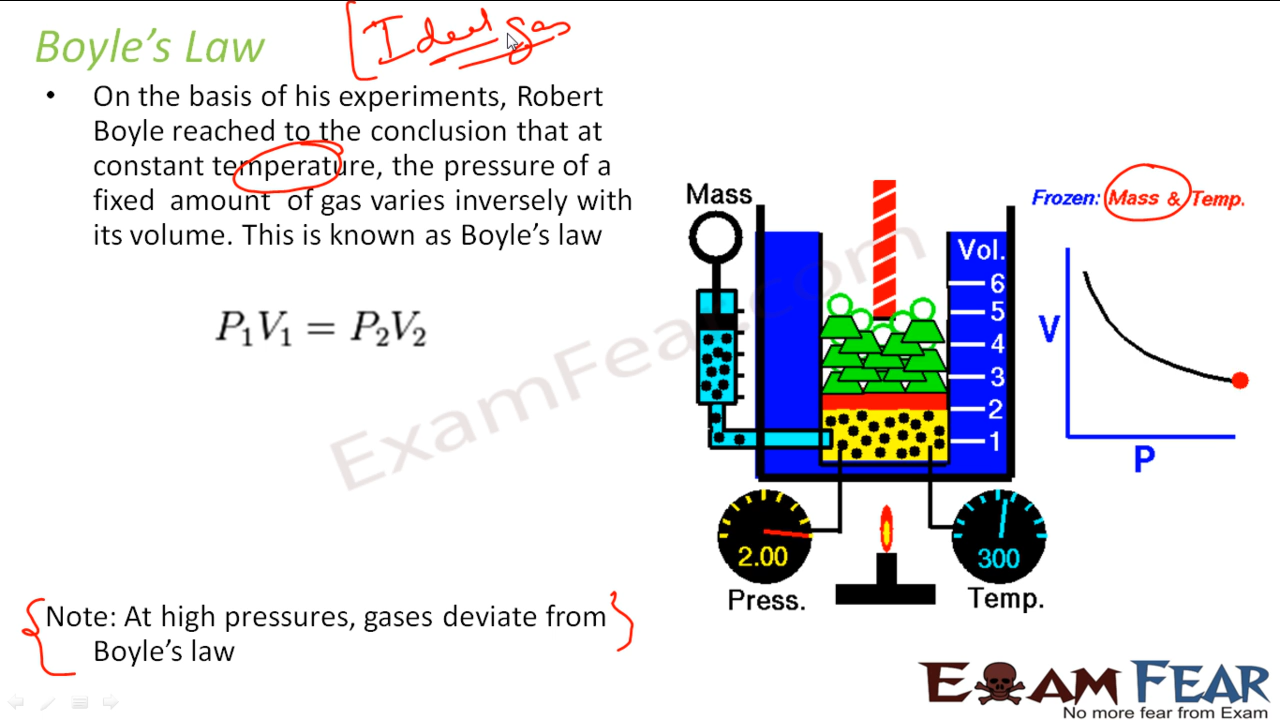 Boyle's Law
Ideal gas
• On the basis of his experiments, Robert
Boyle reached to the conclusion that at
constant temperature, the pressure of a
fixed amount of gas varies inversely with
its volume. This is known as Boyle's law
P₁V₁ = P₂V₂
Note: At high pressures, gases deviate from
Boyle's law
Mass
Vol.
6
5
4
3
2
1
2.00
Press.
300
Temp.
Frozen: Mass & Temp.
V
P
ExamFear.com
EXAM FEAR
No more fear from Exam